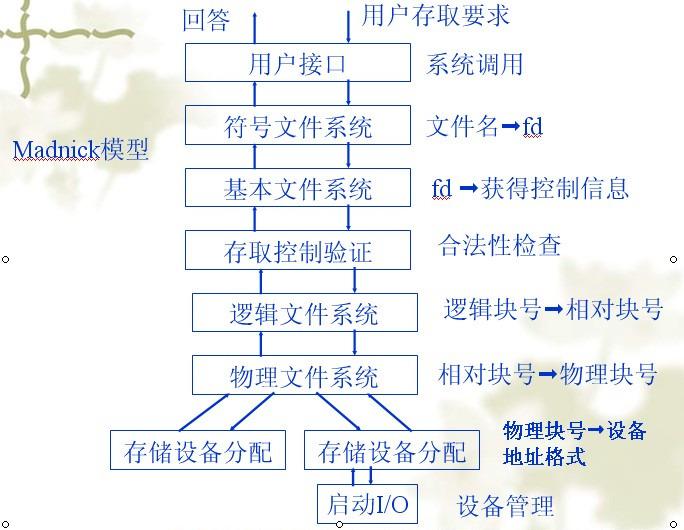 回答
用户存取要求
用户接口
系统调用
符号文件系统
文件名→fd
Madnick模型
基本文件系统
fd →获得控制信息
存取控制验证
合法性检查
逻辑文件系统
逻辑块号→相对块号
物理文件系统
相对块号→物理块号
存储设备分配
存储设备分配
物理块号→设备
地址格式
启动I/O
设备管理